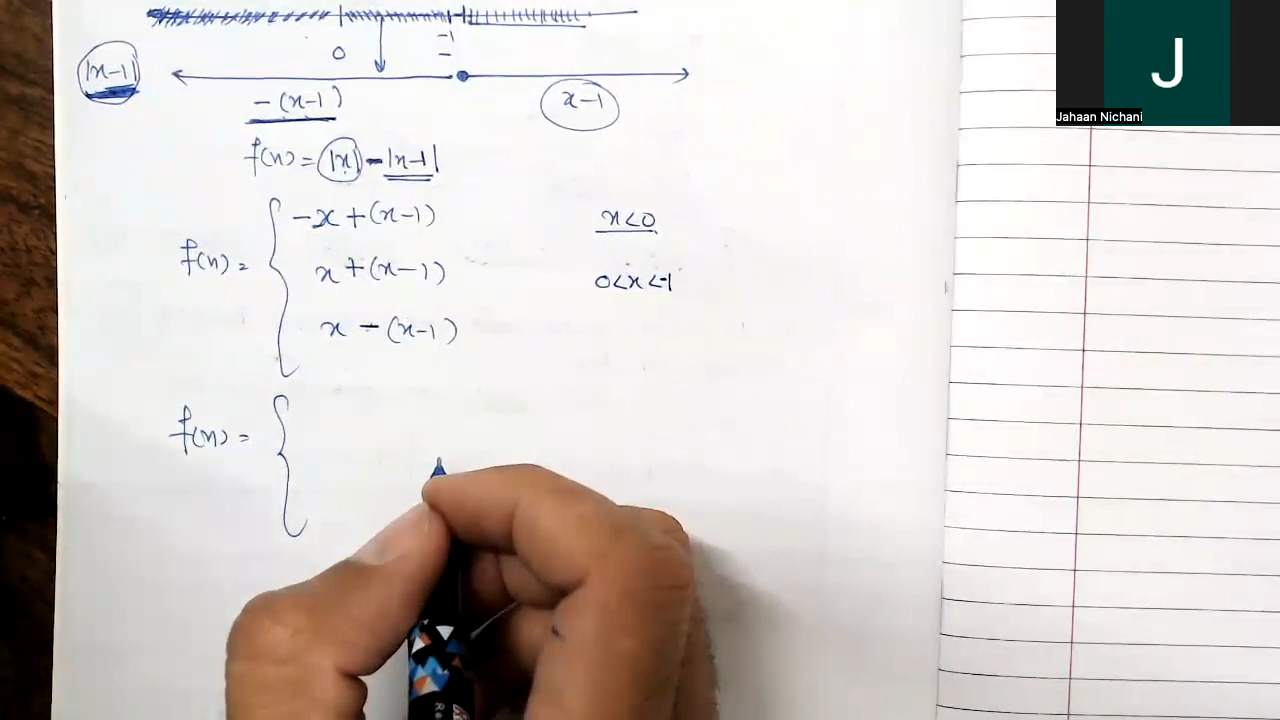 0 -1
|x-1|
-(x-1) x-1
f(x) = |x| - |x-1|
-x + (x-1) x<0
f(x) = x + (x-1) 0<x<-1
x - (x-1)
f(x) =
J
Jahaan Nichani